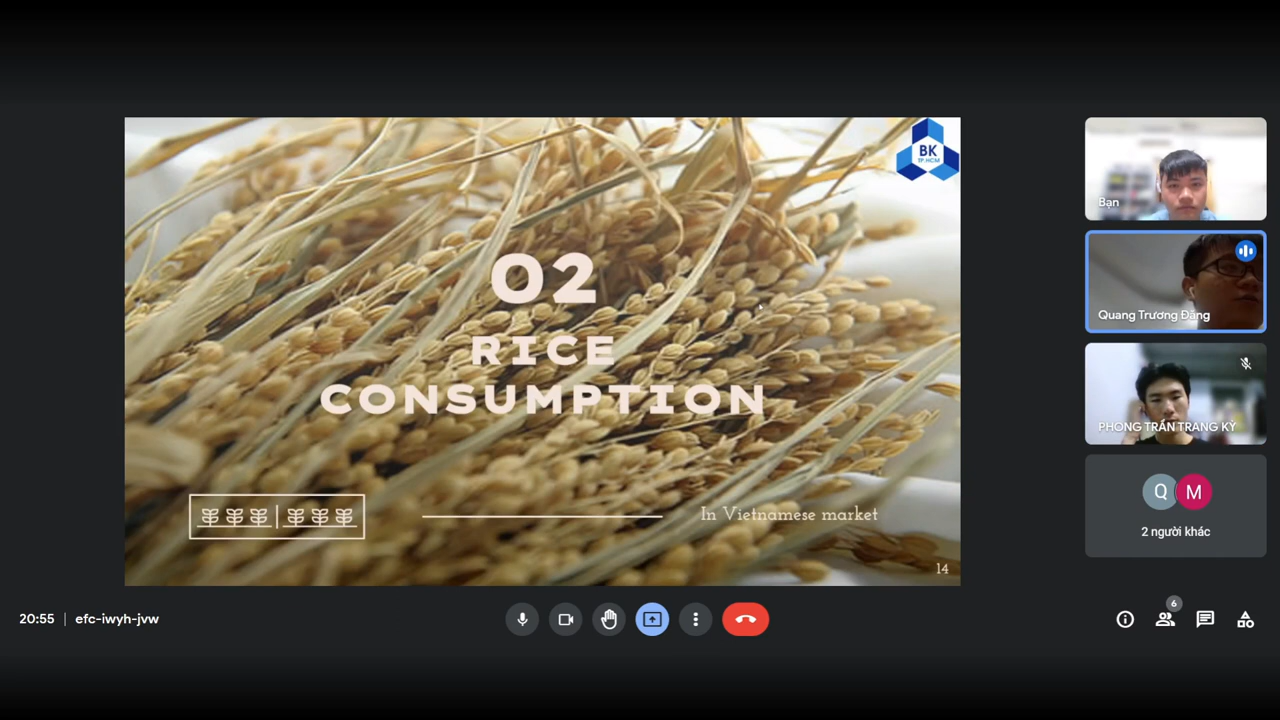 BK
TP.HCM
02
RICE
CONSUMPTION
In Vietnamese market
14
Bạn
Quang Trương Đăng
PHONG TRẦN TRANG KỲ
Q
M
2 người khác
20:55
efc-iwyh-jvw
6